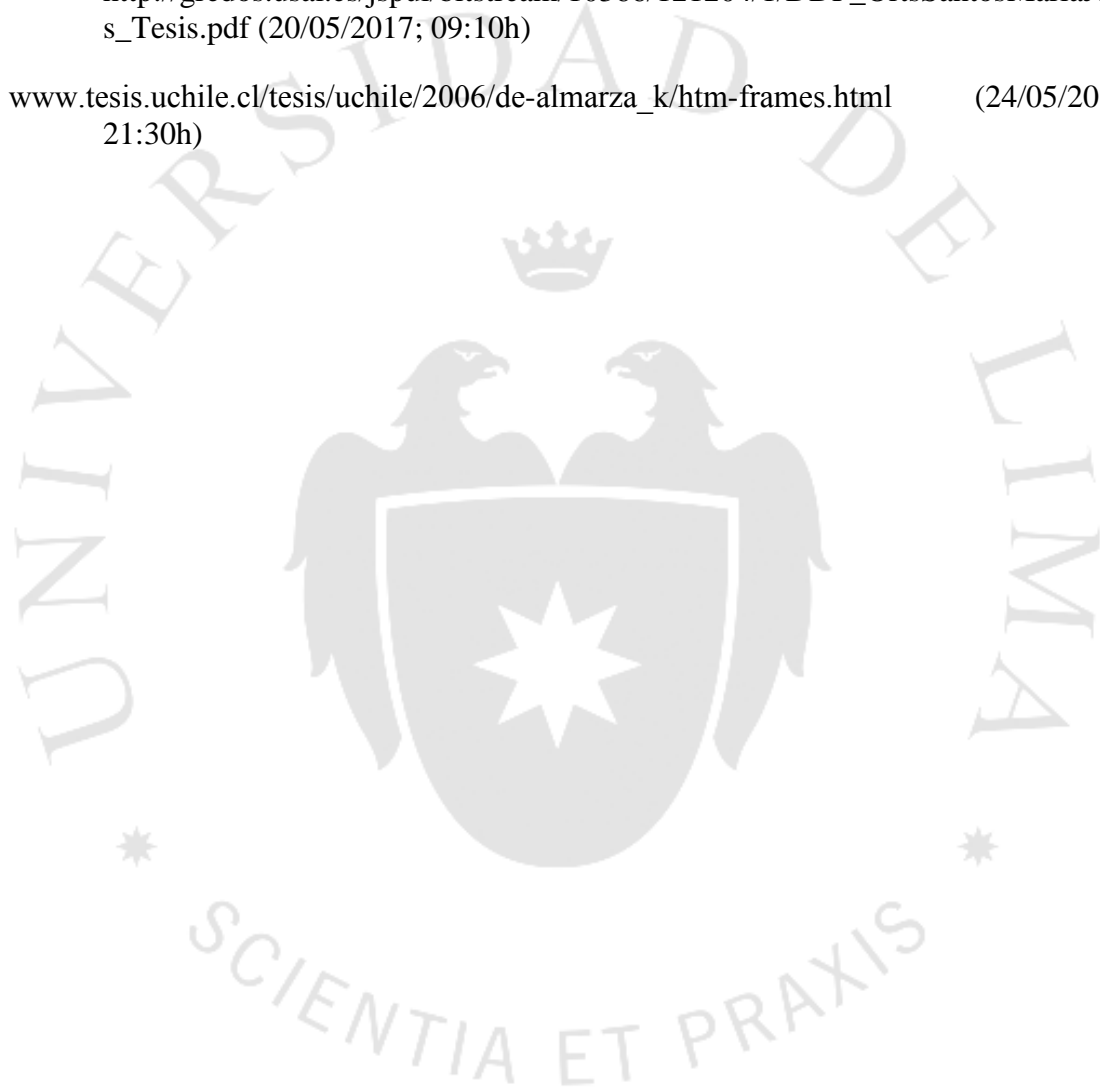 s_Tesis.pdf (20/05/2017; 09:10h)
www.tesis.uchile.cl/tesis/uchile/2006/de-almarza_k/htm-frames.html (24/05/20
21:30h)
UNIVERSIDAD DE LIMA
SCIENTIA ET PRAXIS